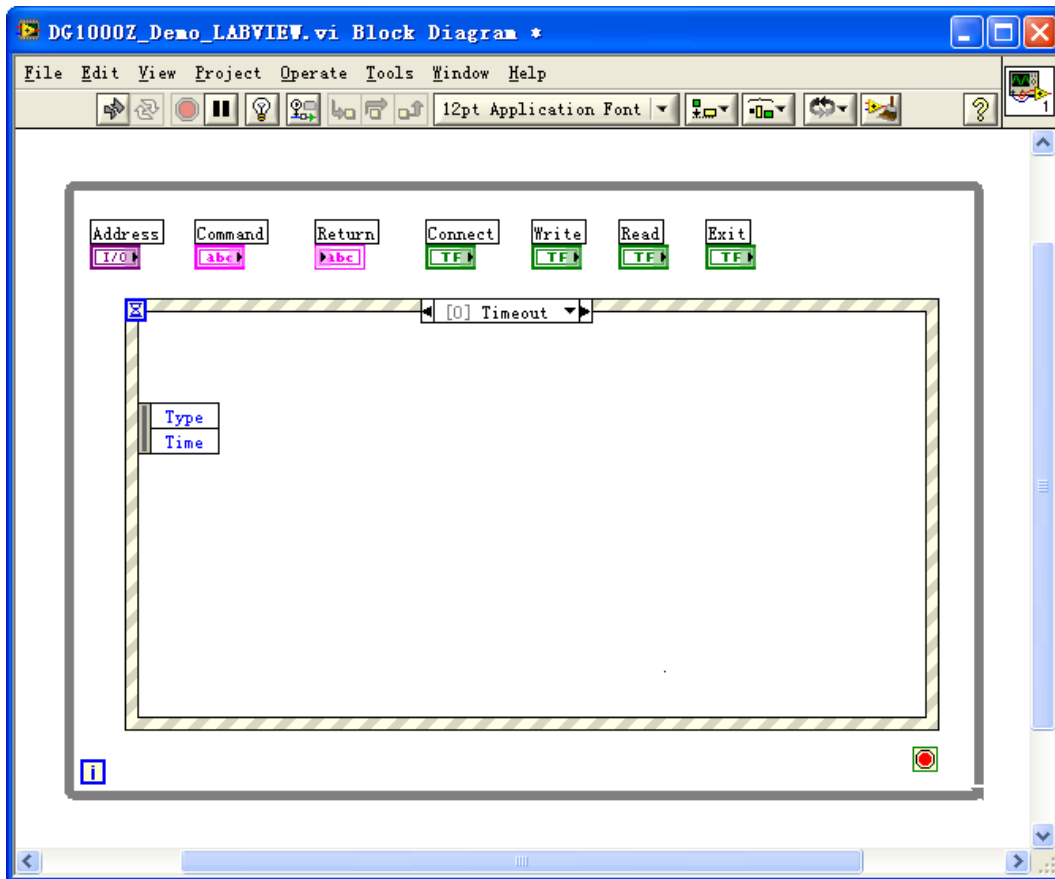 DG1000Z_Demo_LABVIEW.vi Block Diagram *
File Edit View Project Operate Tools Window Help
12pt Application Font
?
1
Address Command Return Connect Write Read Exit
I/O abc abc TF TF TF TF
[0] Timeout
Type
Time
i